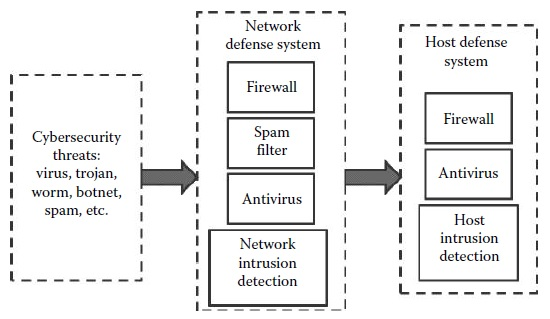 Cybersecurity
threats:
virus, trojan,
worm, botnet,
spam, etc.
Network
defense system
Firewall
Spam
filter
Antivirus
Network
intrusion
detection
Host defense
system
Firewall
Antivirus
Host
intrusion
detection